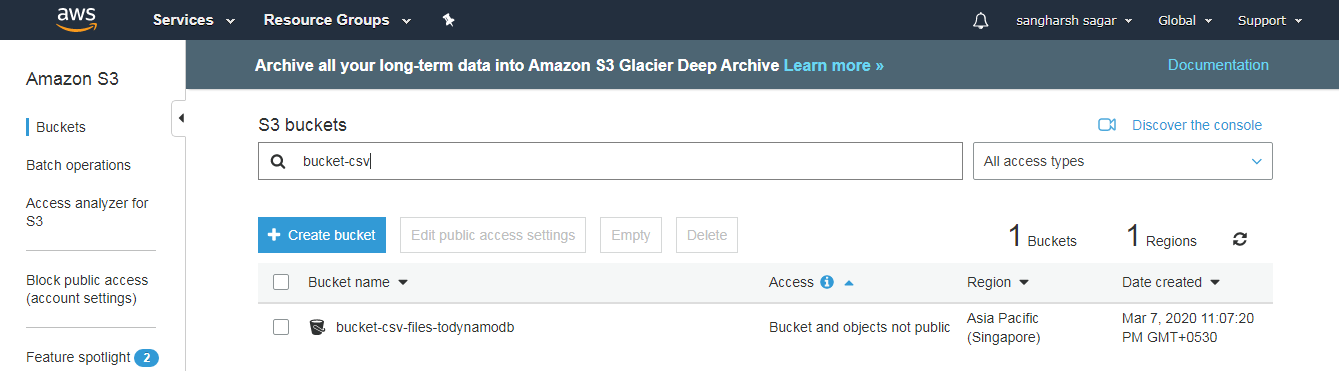 aws
Services
Resource Groups
sangharsh sagar
Global
Support
Amazon S3
Buckets
Batch operations
Access analyzer for
S3
Block public access
(account settings)
Feature spotlight 2
Archive all your long-term data into Amazon S3 Glacier Deep Archive Learn more »
Documentation
S3 buckets
Discover the console
bucket-csv
All access types
+ Create bucket
Edit public access settings
Empty
Delete
1 Buckets
1 Regions
Bucket name
Access
Region
Date created
bucket-csv-files-todynamodb
Bucket and objects not public
Asia Pacific
(Singapore)
Mar 7, 2020 11:07:20
PM GMT+0530